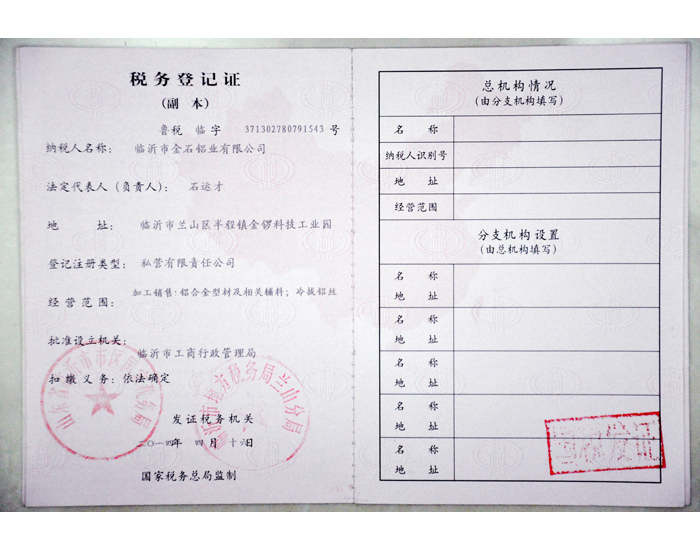 税务登记证
(副 本)
鲁税 临 字 371302780791543 号
纳税人名称: 临沂市金石铝业有限公司
法定代表人(负责人): 石运才
地 址: 临沂市兰山区半程镇金锣科技工业园
登记注册类型: 私营有限责任公司
经营范围: 加工销售:铝合金型材及相关辅料;冷拔铝丝
批准设立机关: 临沂市工商行政管理局
扣缴义务: 依法确定
发证税务机关
二〇一四年 四 月 十六 日
国家税务总局监制
总机构情况
(由分支机构填写)
名 称
纳税人识别号
地 址
经营范围
分支机构设置
(由总机构填写)
名 称
地 址
名 称
地 址
名 称
地 址
名 称
地 址
名 称
地 址